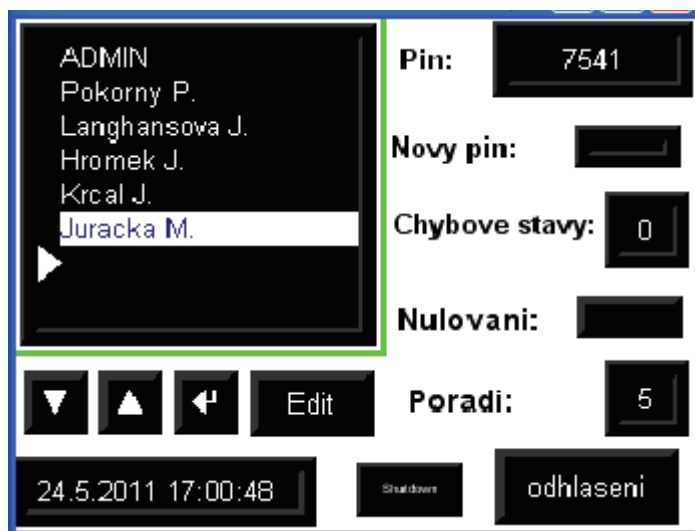 ADMIN
Pokorny P.
Langhansova J.
Hromek J.
Krcal J.
Juracka M.
Pin: 7541
Novy pin:
Chybove stavy: 0
Nulovani:
Poradi: 5
Edit
24.5.2011 17:00:48
Shutdown
odhlaseni